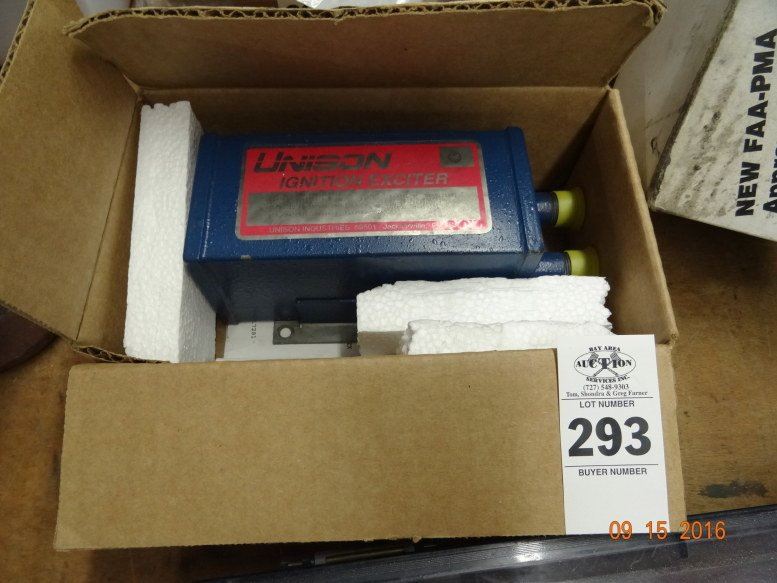 UNISON
IGNITION EXCITER
UNISON INDUSTRIES 59501
NEW FAA-PMA
BAY AREA
AUCTION
SERVICES INC.
(727) 548-9303
Tom, Shondra & Greg Farner
LOT NUMBER
293
BUYER NUMBER
09 15 2016